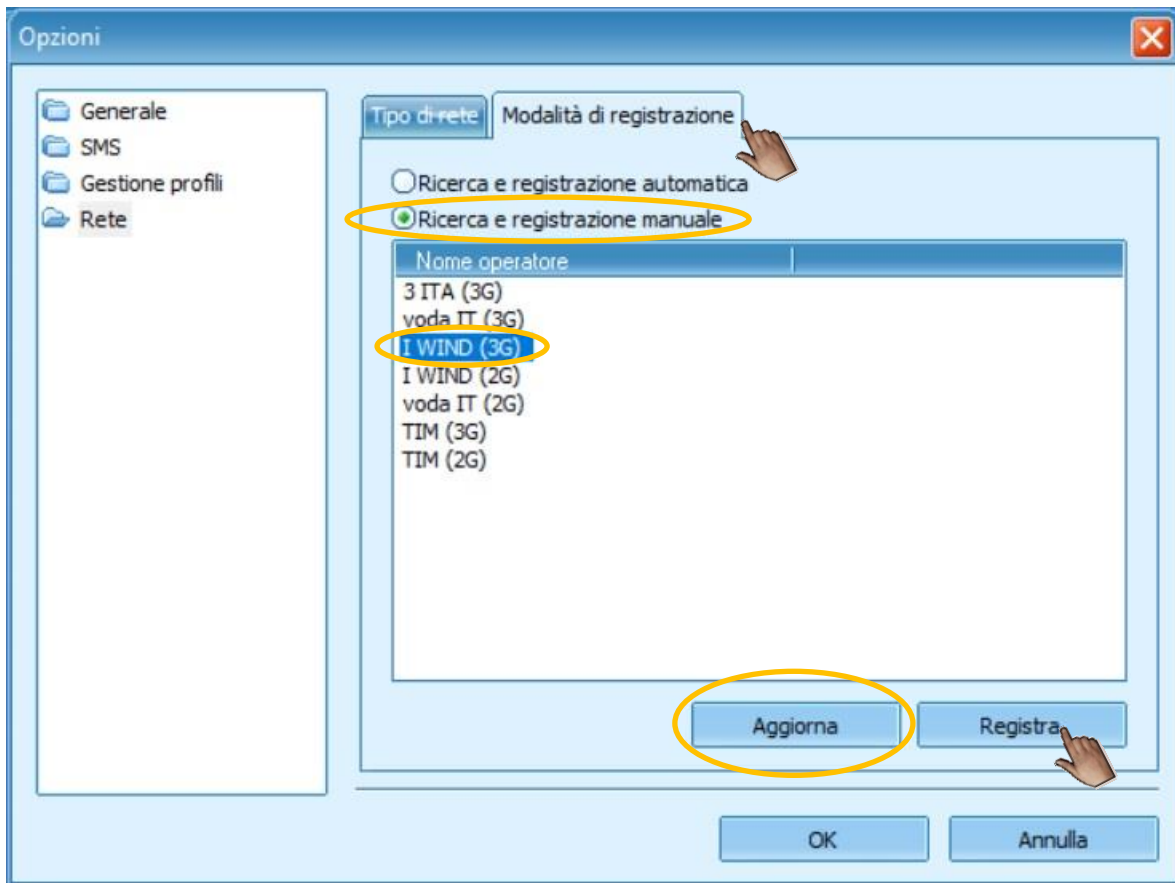 Opzioni
Generale
SMS
Gestione profili
Rete
Tipo di rete
Modalità di registrazione
Ricerca e registrazione automatica
Ricerca e registrazione manuale
Nome operatore
3 ITA (3G)
voda IT (3G)
I WIND (3G)
I WIND (2G)
voda IT (2G)
TIM (3G)
TIM (2G)
Aggiorna
Registra
OK
Annulla